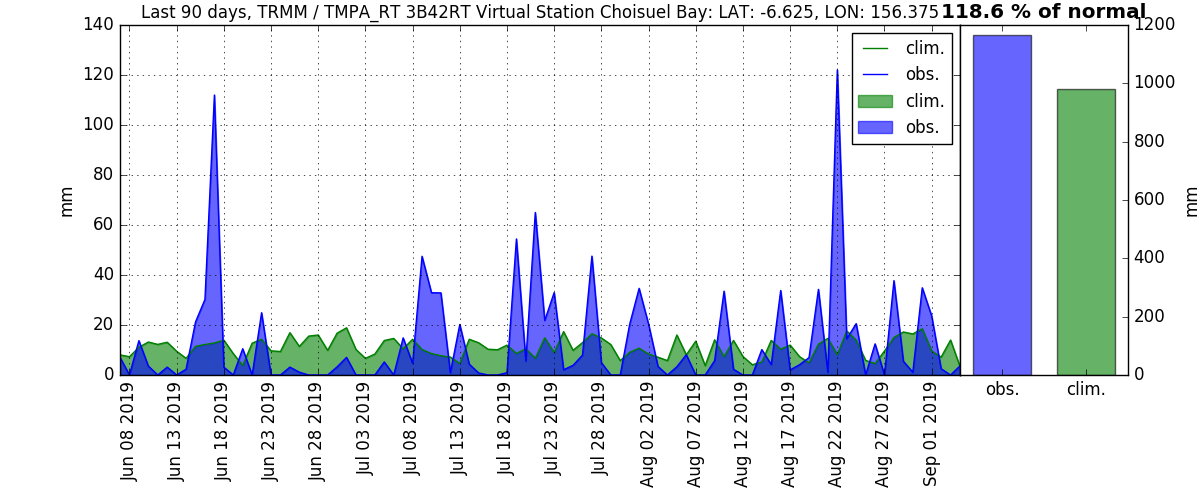 Last 90 days, TRMM / TMPA_RT 3B42RT Virtual Station Choisuel Bay: LAT: -6.625, LON: 156.375
118.6 % of normal
mm
140
120
100
80
60
40
20
0
clim.
obs.
clim.
obs.
1200
1000
800
600
400
200
0
mm
obs.
clim.
Jun 08 2019
Jun 13 2019
Jun 18 2019
Jun 23 2019
Jun 28 2019
Jul 03 2019
Jul 08 2019
Jul 13 2019
Jul 18 2019
Jul 23 2019
Jul 28 2019
Aug 02 2019
Aug 07 2019
Aug 12 2019
Aug 17 2019
Aug 22 2019
Aug 27 2019
Sep 01 2019